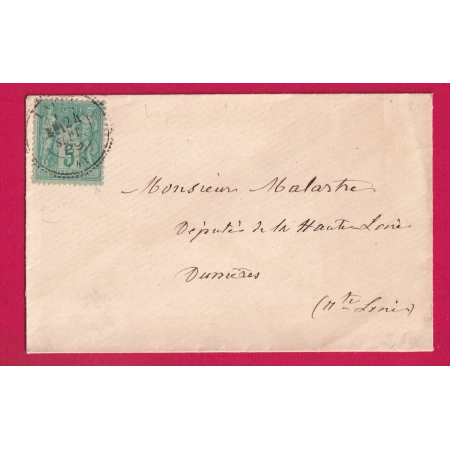 Monsieur Malartre
Député de la Haute Loire
Dunières
(Hte Loire)